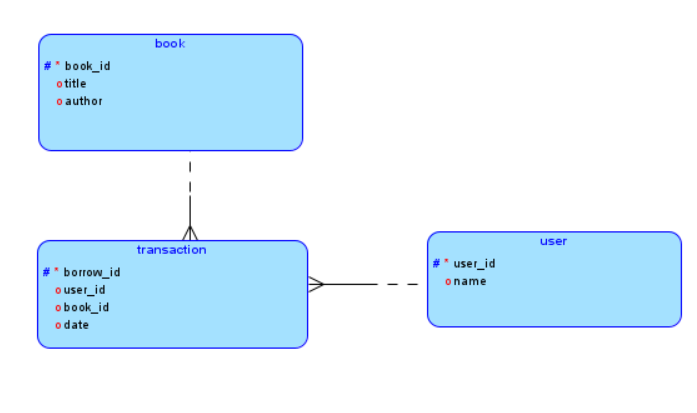 book
# * book_id
o title
o author
transaction
# * borrow_id
o user_id
o book_id
o date
user
# * user_id
o name